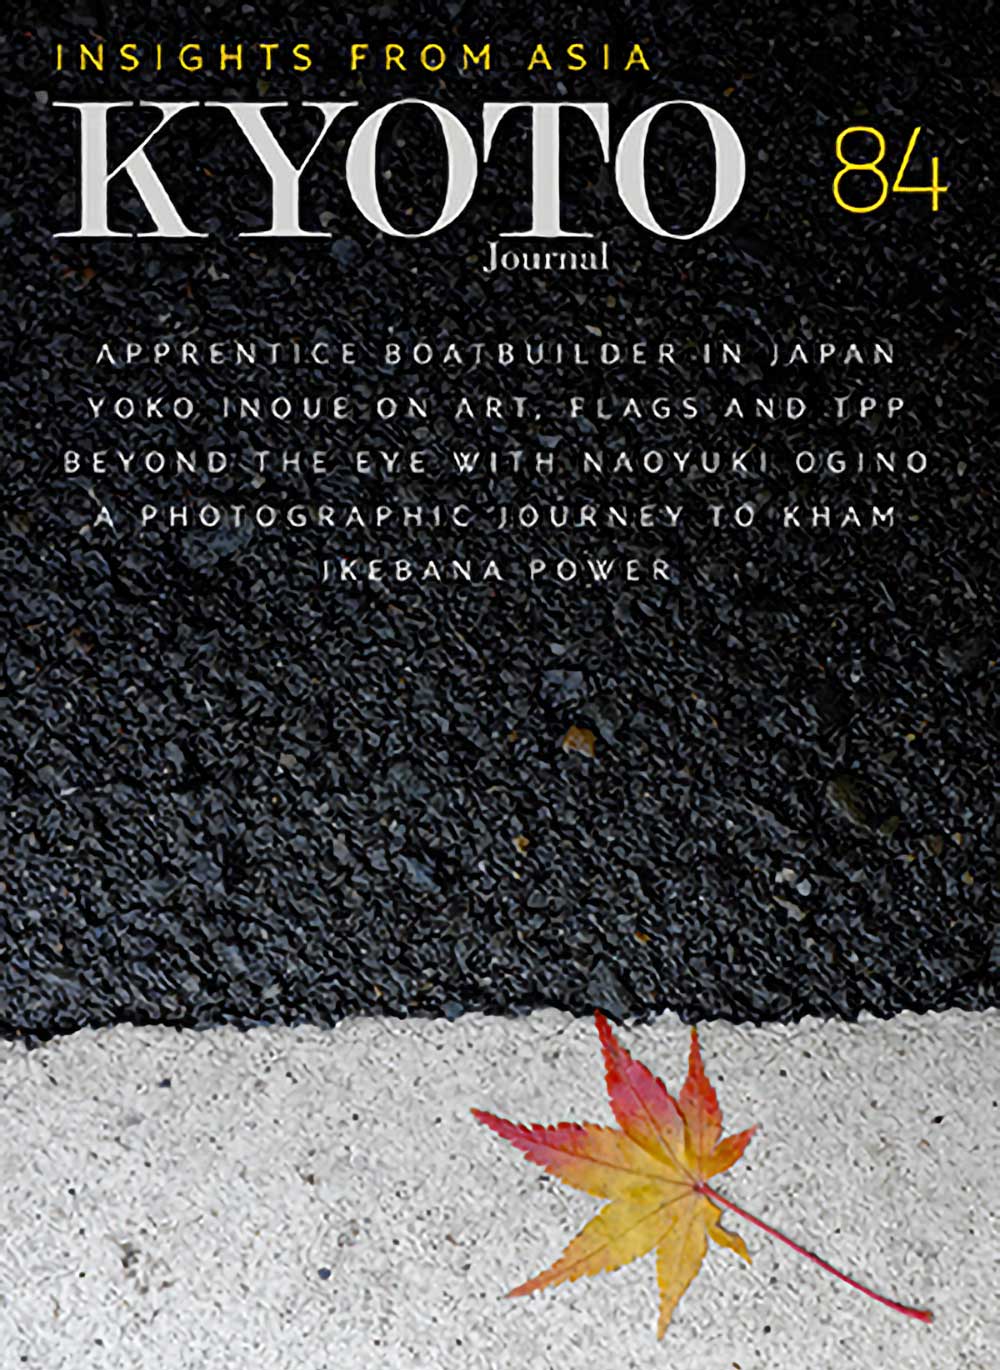 INSIGHTS FROM ASIA
KYOTO
84
Journal
APPRENTICE BOATBUILDER IN JAPAN
YOKO INOUE ON ART, FLAGS AND TPP
BEYOND THE EYE WITH NAOYUKI OGINO
A PHOTOGRAPHIC JOURNEY TO KHAM
IKEBANA POWER